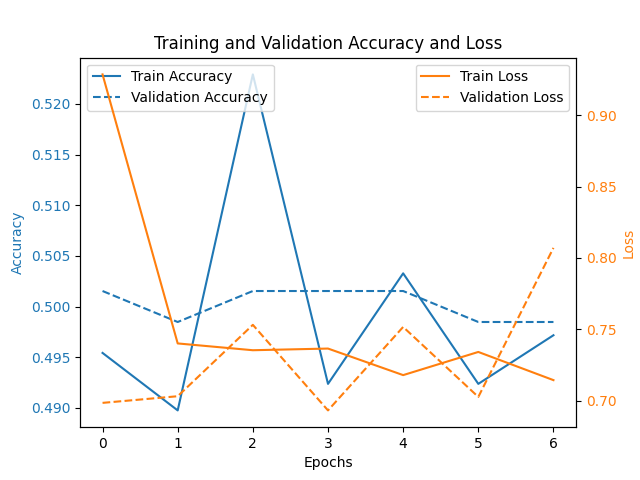 Training and Validation Accuracy and Loss
Train Accuracy
Validation Accuracy
Train Loss
Validation Loss
0.520
0.515
0.510
0.505
0.500
0.495
0.490
Accuracy
0.90
0.85
0.80
0.75
0.70
Loss
0 1 2 3 4 5 6
Epochs